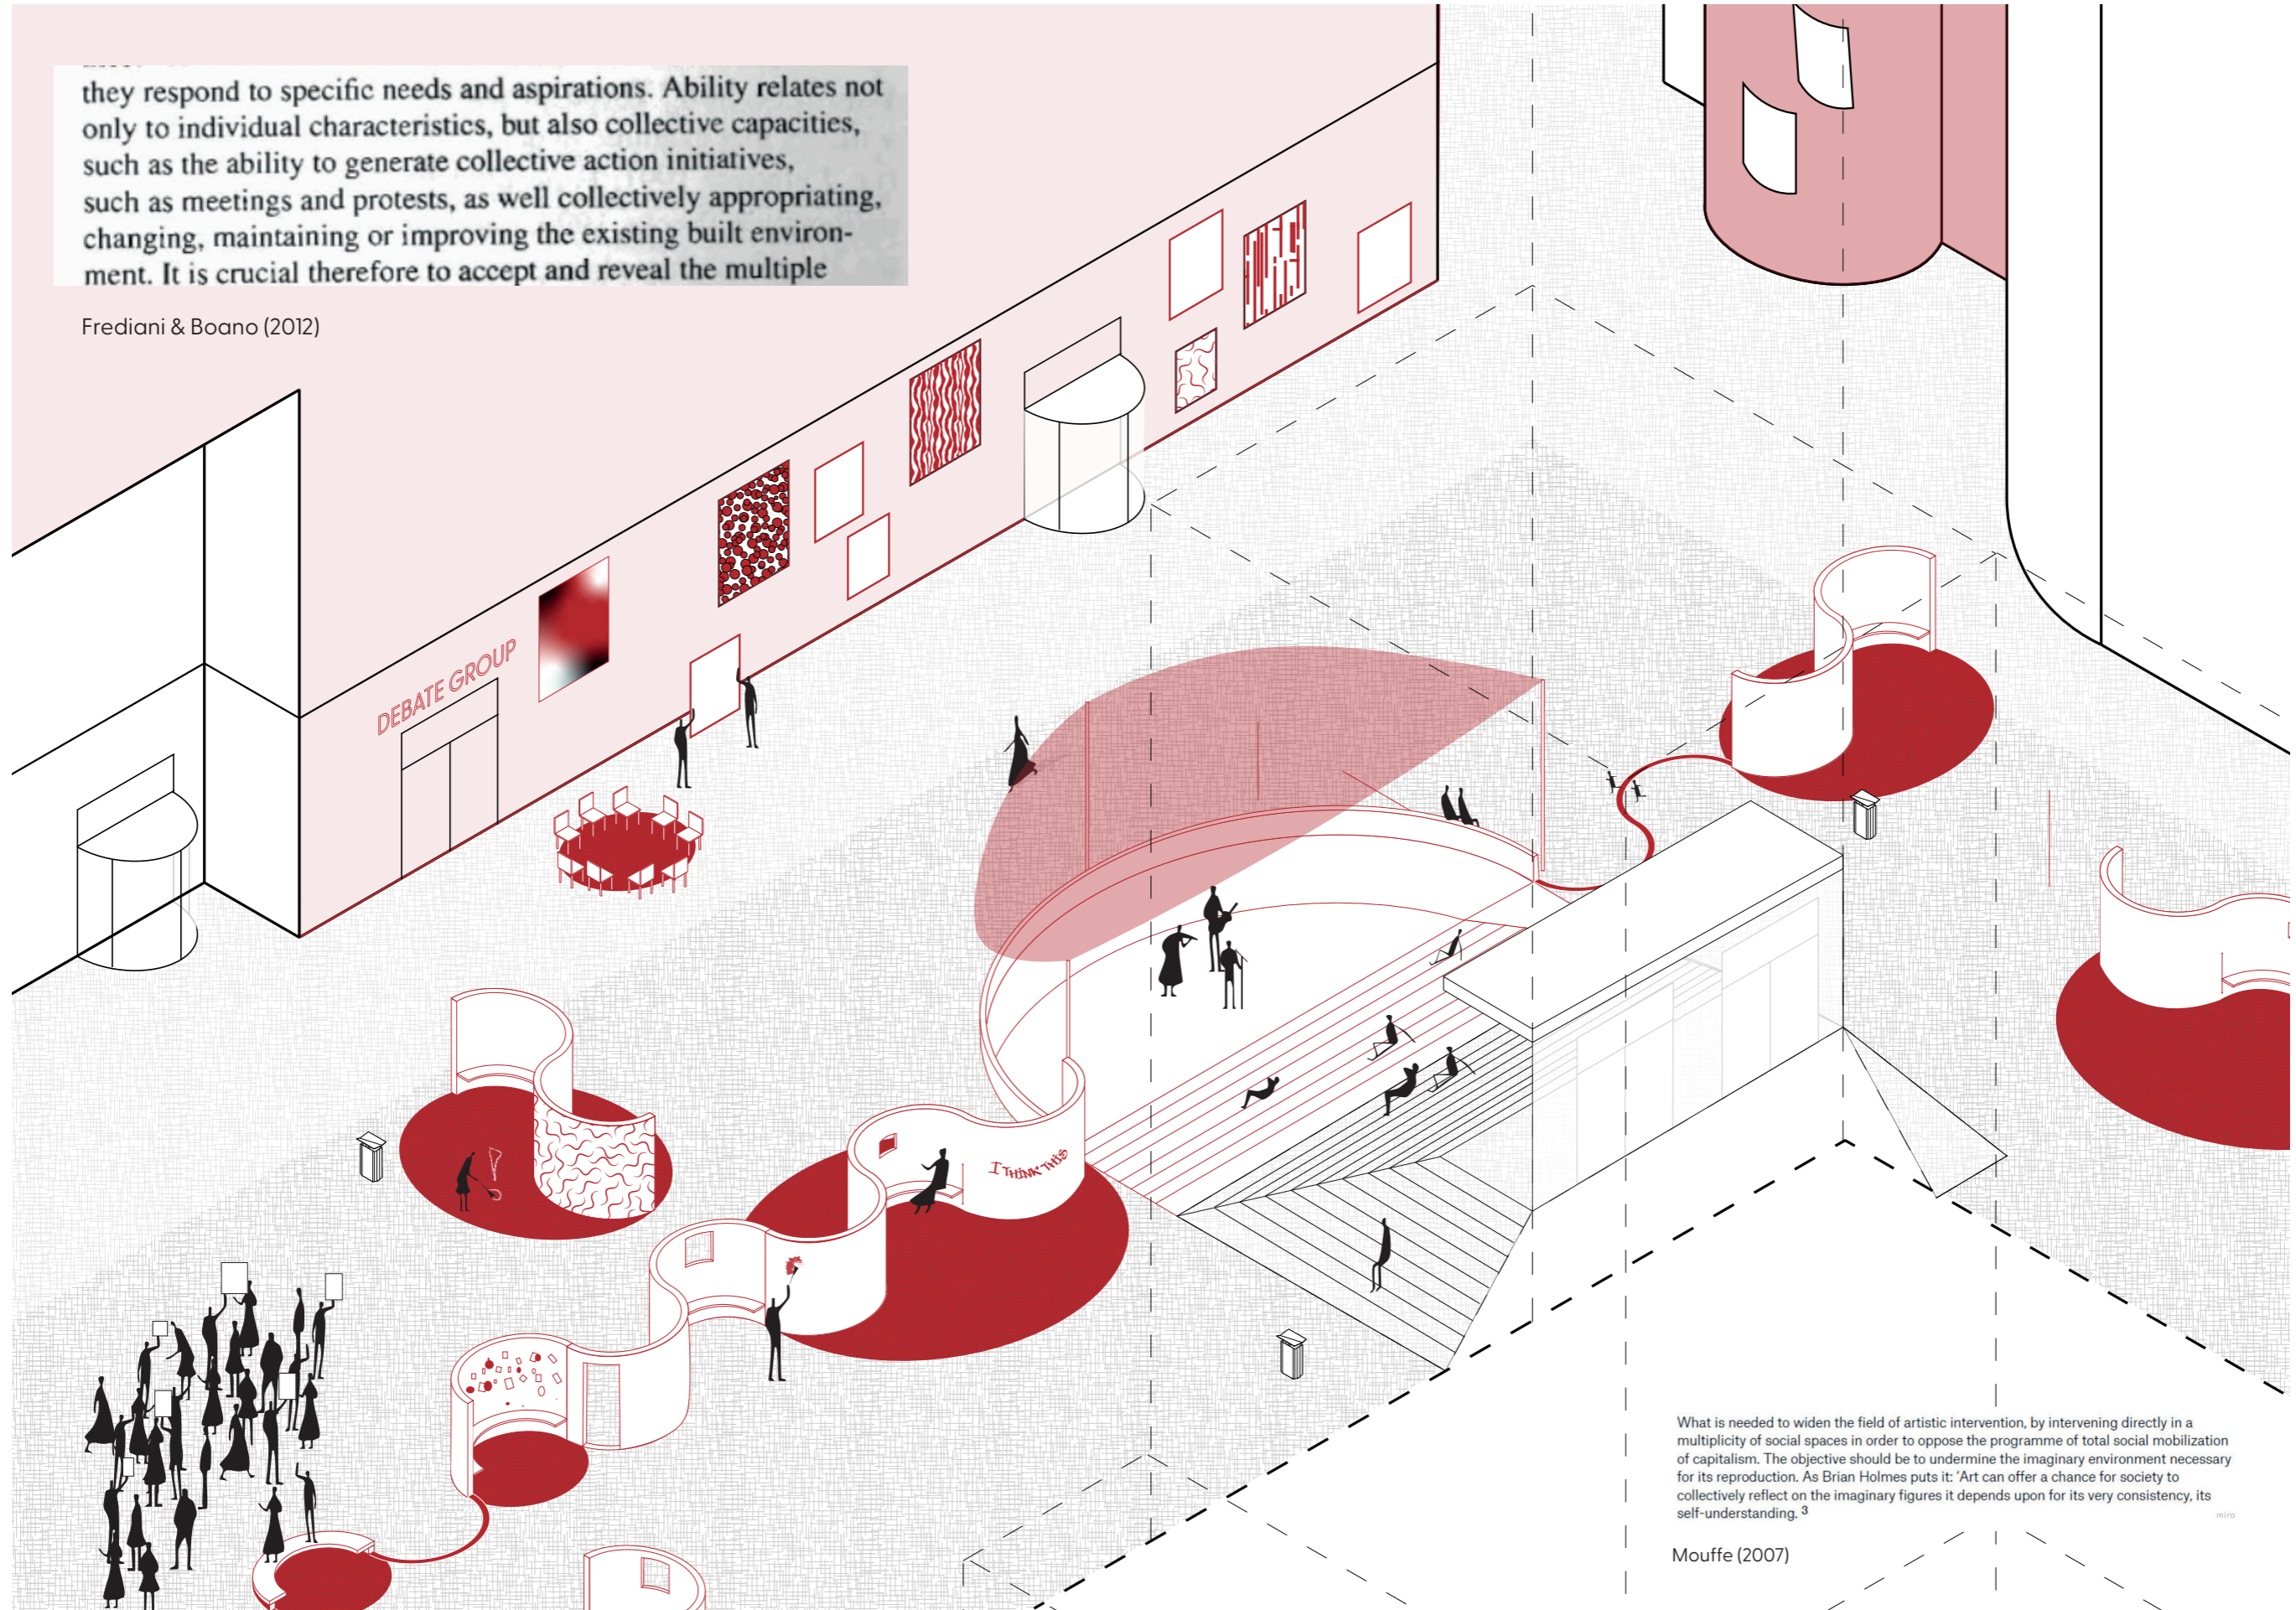 they respond to specific needs and aspirations. Ability relates not
only to individual characteristics, but also collective capacities,
such as the ability to generate collective action initiatives,
such as meetings and protests, as well collectively appropriating,
changing, maintaining or improving the existing built environ-
ment. It is crucial therefore to accept and reveal the multiple
Frediani & Boano (2012)
DEBATE GROUP
I THINK THIS
What is needed to widen the field of artistic intervention, by intervening directly in a
multiplicity of social spaces in order to oppose the programme of total social mobilization
of capitalism. The objective should be to undermine the imaginary environment necessary
for its reproduction. As Brian Holmes puts it: 'Art can offer a chance for society to
collectively reflect on the imaginary figures it depends upon for its very consistency, its
self-understanding. 3
miro
Mouffe (2007)